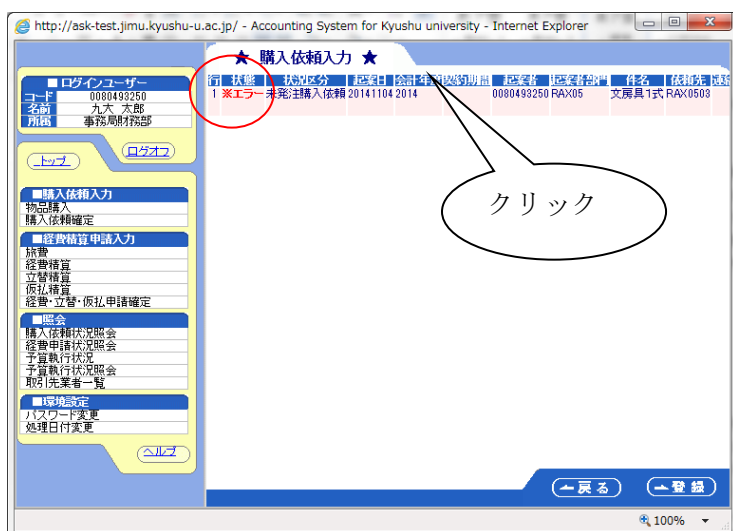 http://ask-test.jimu.kyushu-u.ac.jp/ - Accounting System for Kyushu university - Internet Explorer
★ 購入依頼入力 ★
■ログインユーザー
コード 0080493250
名前 九大 太郎
所属 事務局財務部
トップ
ログオフ
■購入依頼入力
物品購入
購入依頼確定
■経費精算申請入力
旅費
経費精算
立替精算
仮払精算
経費・立替・仮払申請確定
■照会
購入依頼状況照会
経費申請状況照会
予算執行状況
予算執行状況照会
取引先業者一覧
■環境設定
パスワード変更
処理日付変更
ヘルプ
行 状態 状況区分 起案日 会計年度 契約期間 起案者 起案者部門 件名 依頼先 連絡
1 ※エラー 未発注購入依頼 20141104 2014 0080493250 RAX05 文房具1式 RAX0503
クリック
戻る
登録
100%